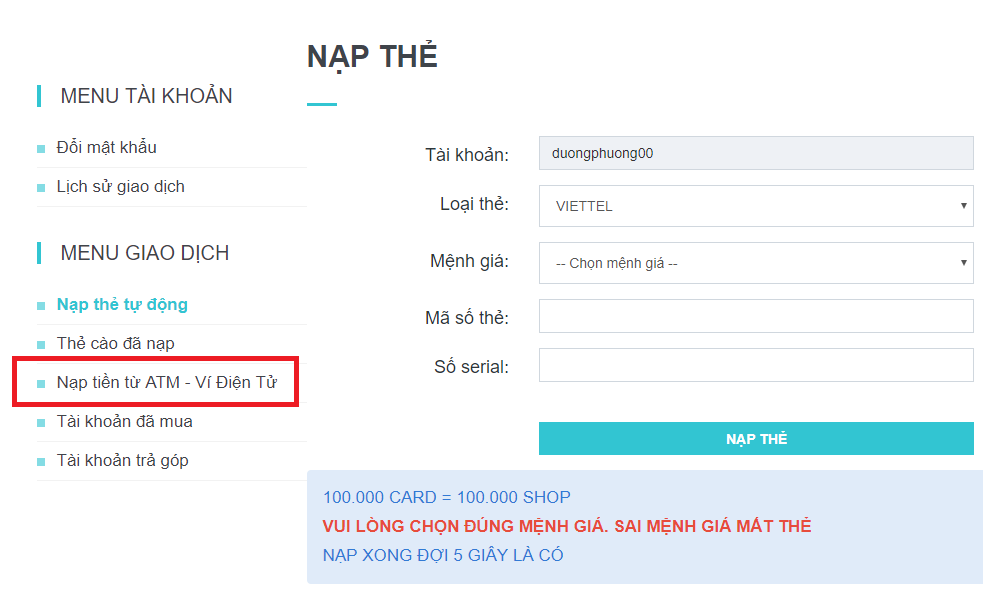 NẠP THẺ
MENU TÀI KHOẢN
Đổi mật khẩu
Lịch sử giao dịch
MENU GIAO DỊCH
Nạp thẻ tự động
Thẻ cào đã nạp
Nạp tiền từ ATM - Ví Điện Tử
Tài khoản đã mua
Tài khoản trả góp
Tài khoản: duongphuong00
Loại thẻ: VIETTEL
Mệnh giá: -- Chọn mệnh giá --
Mã số thẻ:
Số serial:
NẠP THẺ
100.000 CARD = 100.000 SHOP
VUI LÒNG CHỌN ĐÚNG MỆNH GIÁ. SAI MỆNH GIÁ MẤT THẺ
NẠP XONG ĐỢI 5 GIÂY LÀ CÓ